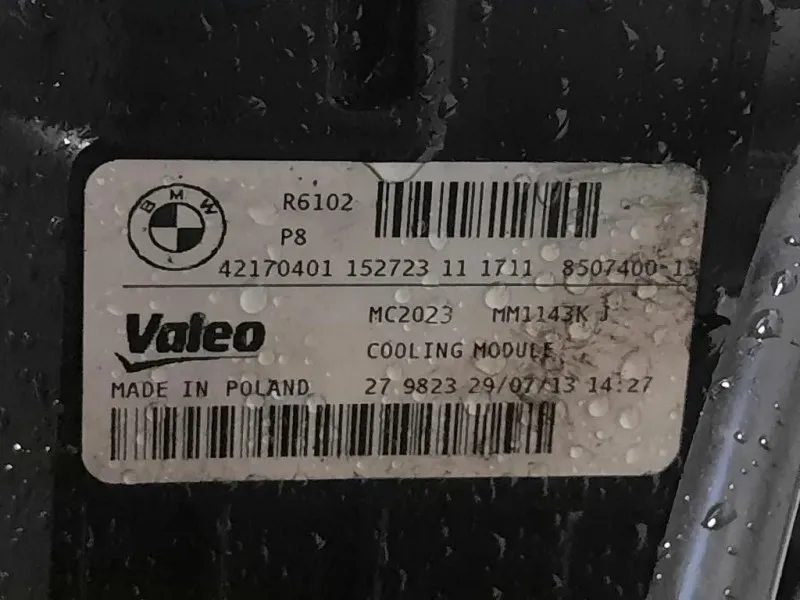 BMW
R6102
P8
42170401 152723 11 1711 8507400-13
Valeo
MC2023 MM1143K J
COOLING MODULE
MADE IN POLAND 27 9823 29/07/13 14:27